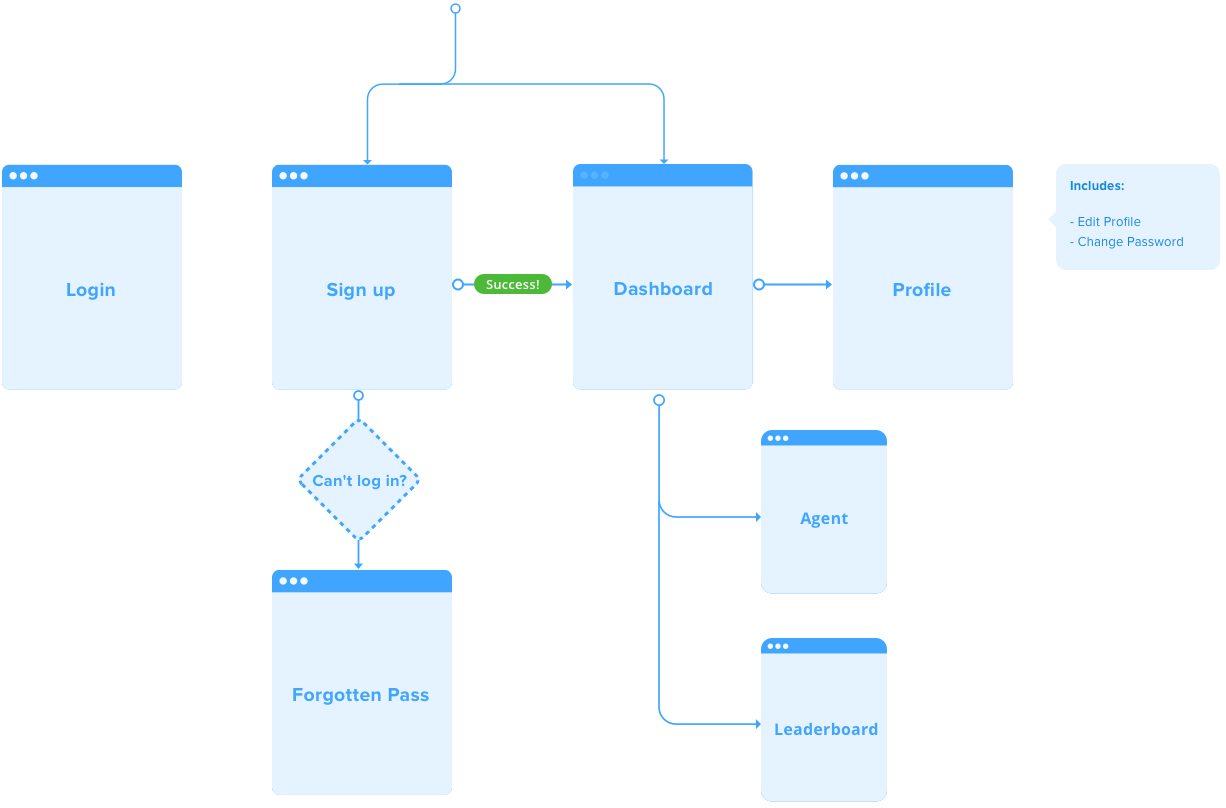 Login
Sign up
Success!
Dashboard
Profile
Includes:
- Edit Profile
- Change Password
Can't log in?
Agent
Forgotten Pass
Leaderboard